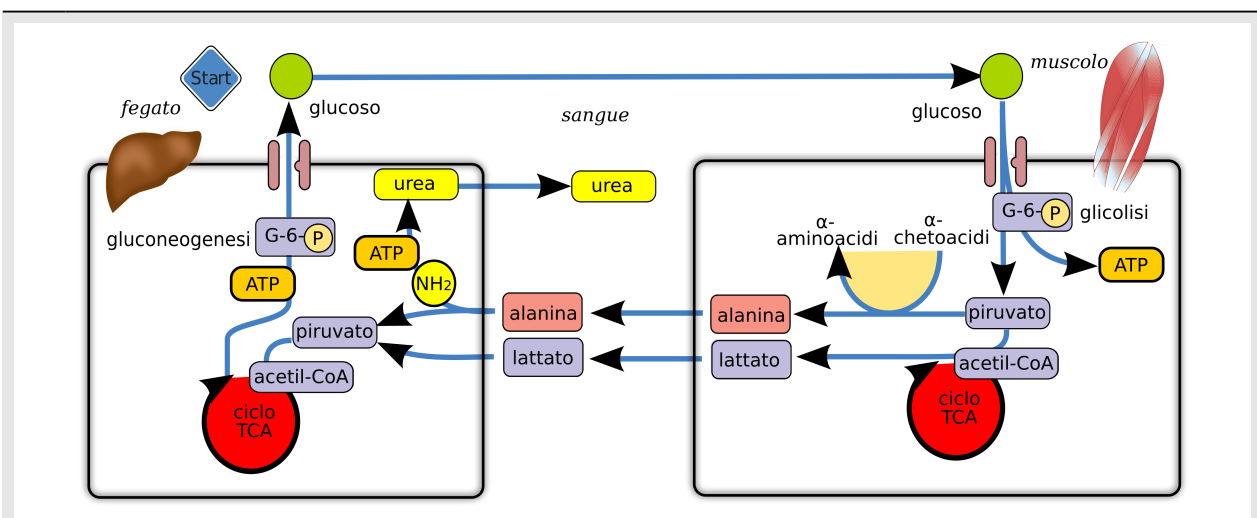 Start
fegato
glucoso
sangue
muscolo
glucoso
urea
urea
G-6-P
gluconeogenesi
ATP
ATP
NH2
piruvato
acetil-CoA
ciclo
TCA
alanina
lattato
alanina
lattato
α-
aminoacidi
α-
chetoacidi
G-6-P
glicolisi
ATP
piruvato
acetil-CoA
ciclo
TCA